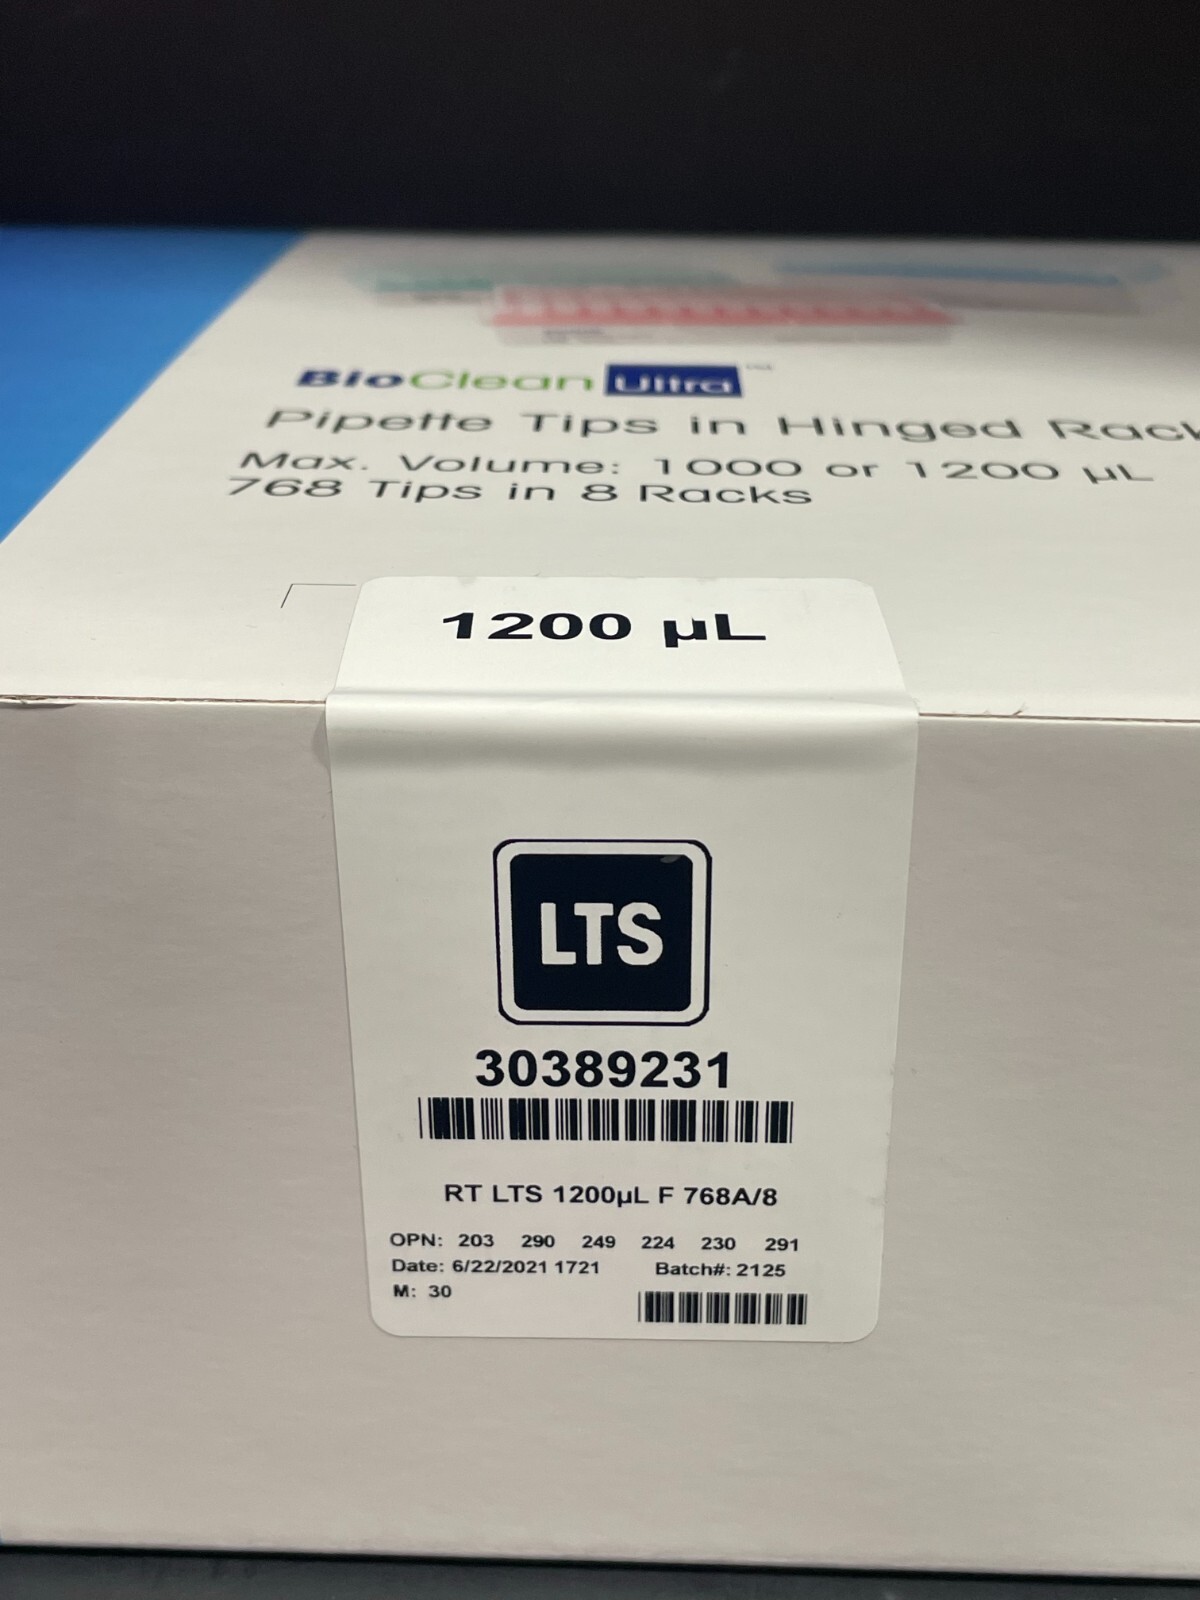 BioClean Ultra™
Pipette Tips in Hinged
Max. Volume: 1000 or 1200 µL
768 Tips in 8 Racks
1200 µL
LTS
30389231
RT LTS 1200µL F 768A/8
OPN: 203 290 249 224 230 291
Date: 6/22/2021 1721 Batch#: 2125
M: 30